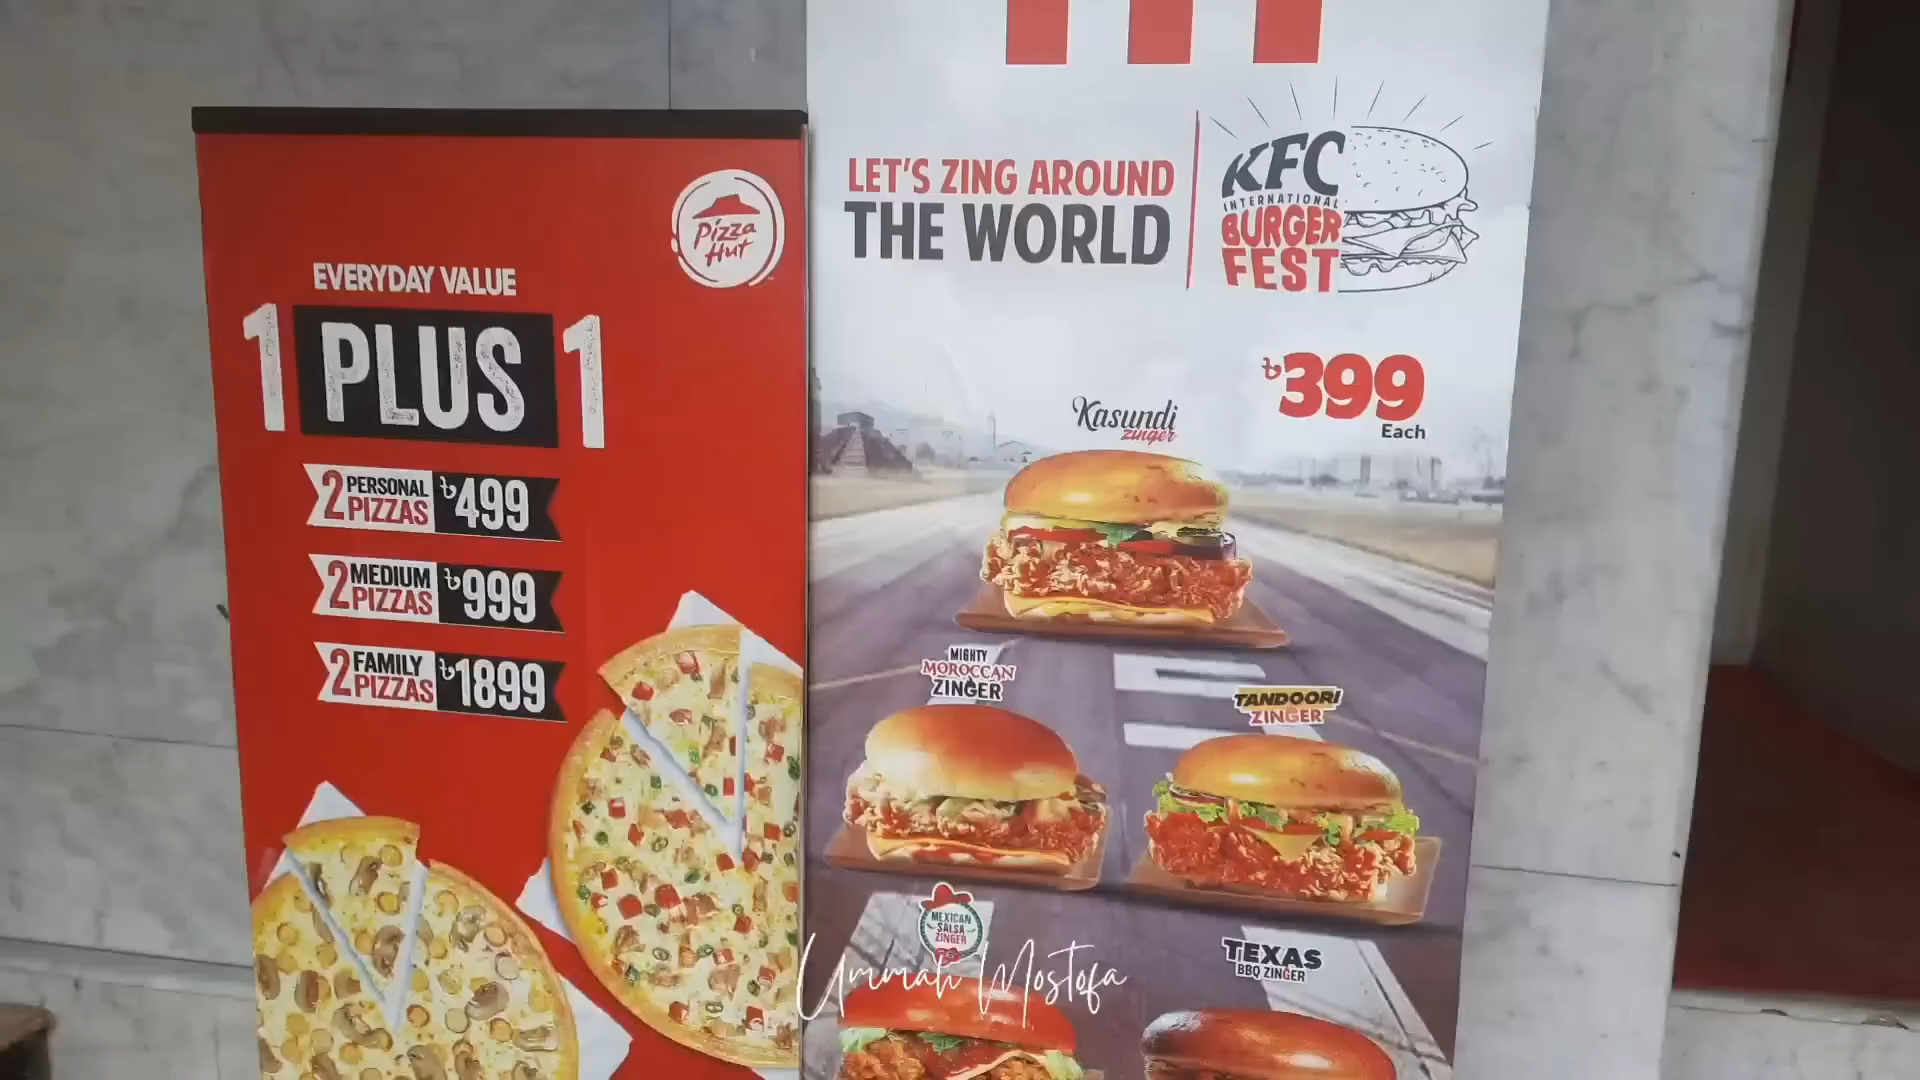 Pizza
Hut
EVERYDAY VALUE
1 PLUS 1
2 PERSONAL PIZZAS ৳499
2 MEDIUM PIZZAS ৳999
2 FAMILY PIZZAS ৳1899
LET'S ZING AROUND
THE WORLD
KFC
INTERNATIONAL
BURGER
FEST
৳399
Each
Kasundi
zinger
MIGHTY
MOROCCAN
ZINGER
TANDOORI
ZINGER
MEXICAN
SALSA
ZINGER
TEXAS
BBQ ZINGER
Ummah Mostofa